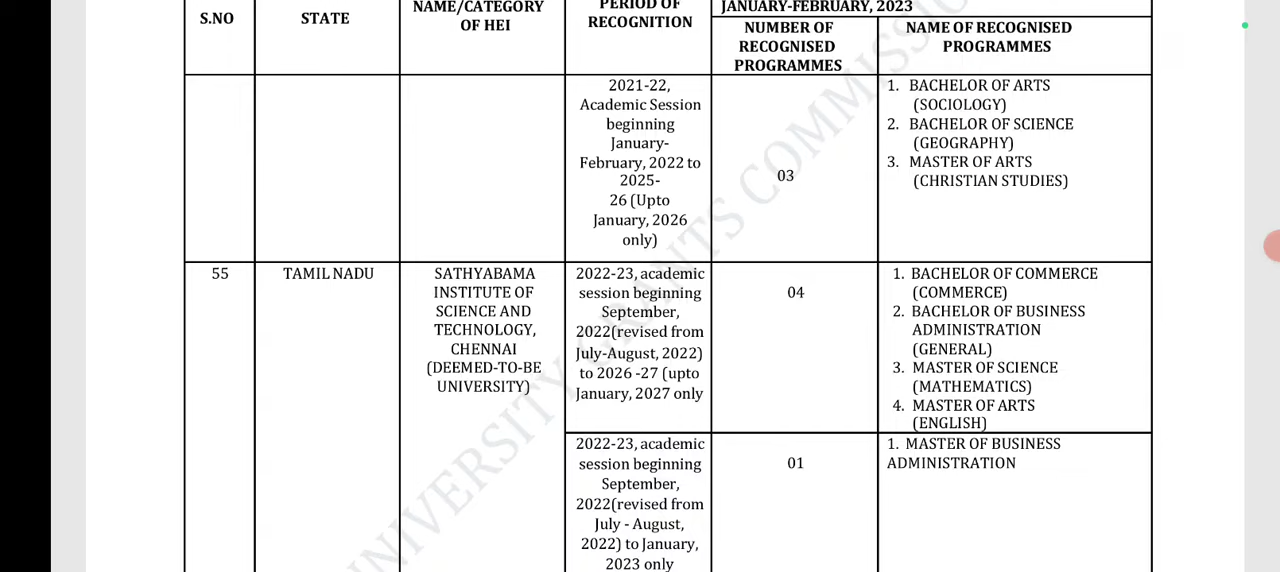 JANUARY-FEBRUARY, 2023
S.NO
STATE
NAME/CATEGORY
OF HEI
PERIOD OF
RECOGNITION
NUMBER OF
RECOGNISED
PROGRAMMES
NAME OF RECOGNISED
PROGRAMMES
2021-22,
Academic Session
beginning
January-
February, 2022 to
2025-
26 (Upto
January, 2026
only)
03
1. BACHELOR OF ARTS
(SOCIOLOGY)
2. BACHELOR OF SCIENCE
(GEOGRAPHY)
3. MASTER OF ARTS
(CHRISTIAN STUDIES)
55
TAMIL NADU
SATHYABAMA
INSTITUTE OF
SCIENCE AND
TECHNOLOGY,
CHENNAI
(DEEMED-TO-BE
UNIVERSITY)
2022-23, academic
session beginning
September,
2022(revised from
July-August, 2022)
to 2026 -27 (upto
January, 2027 only
04
1. BACHELOR OF COMMERCE
(COMMERCE)
2. BACHELOR OF BUSINESS
ADMINISTRATION
(GENERAL)
3. MASTER OF SCIENCE
(MATHEMATICS)
4. MASTER OF ARTS
(ENGLISH)
2022-23, academic
session beginning
September,
2022(revised from
July - August,
2022) to January,
2023 only
01
1. MASTER OF BUSINESS
ADMINISTRATION
UNIVERSITY GRANTS COMMISSION